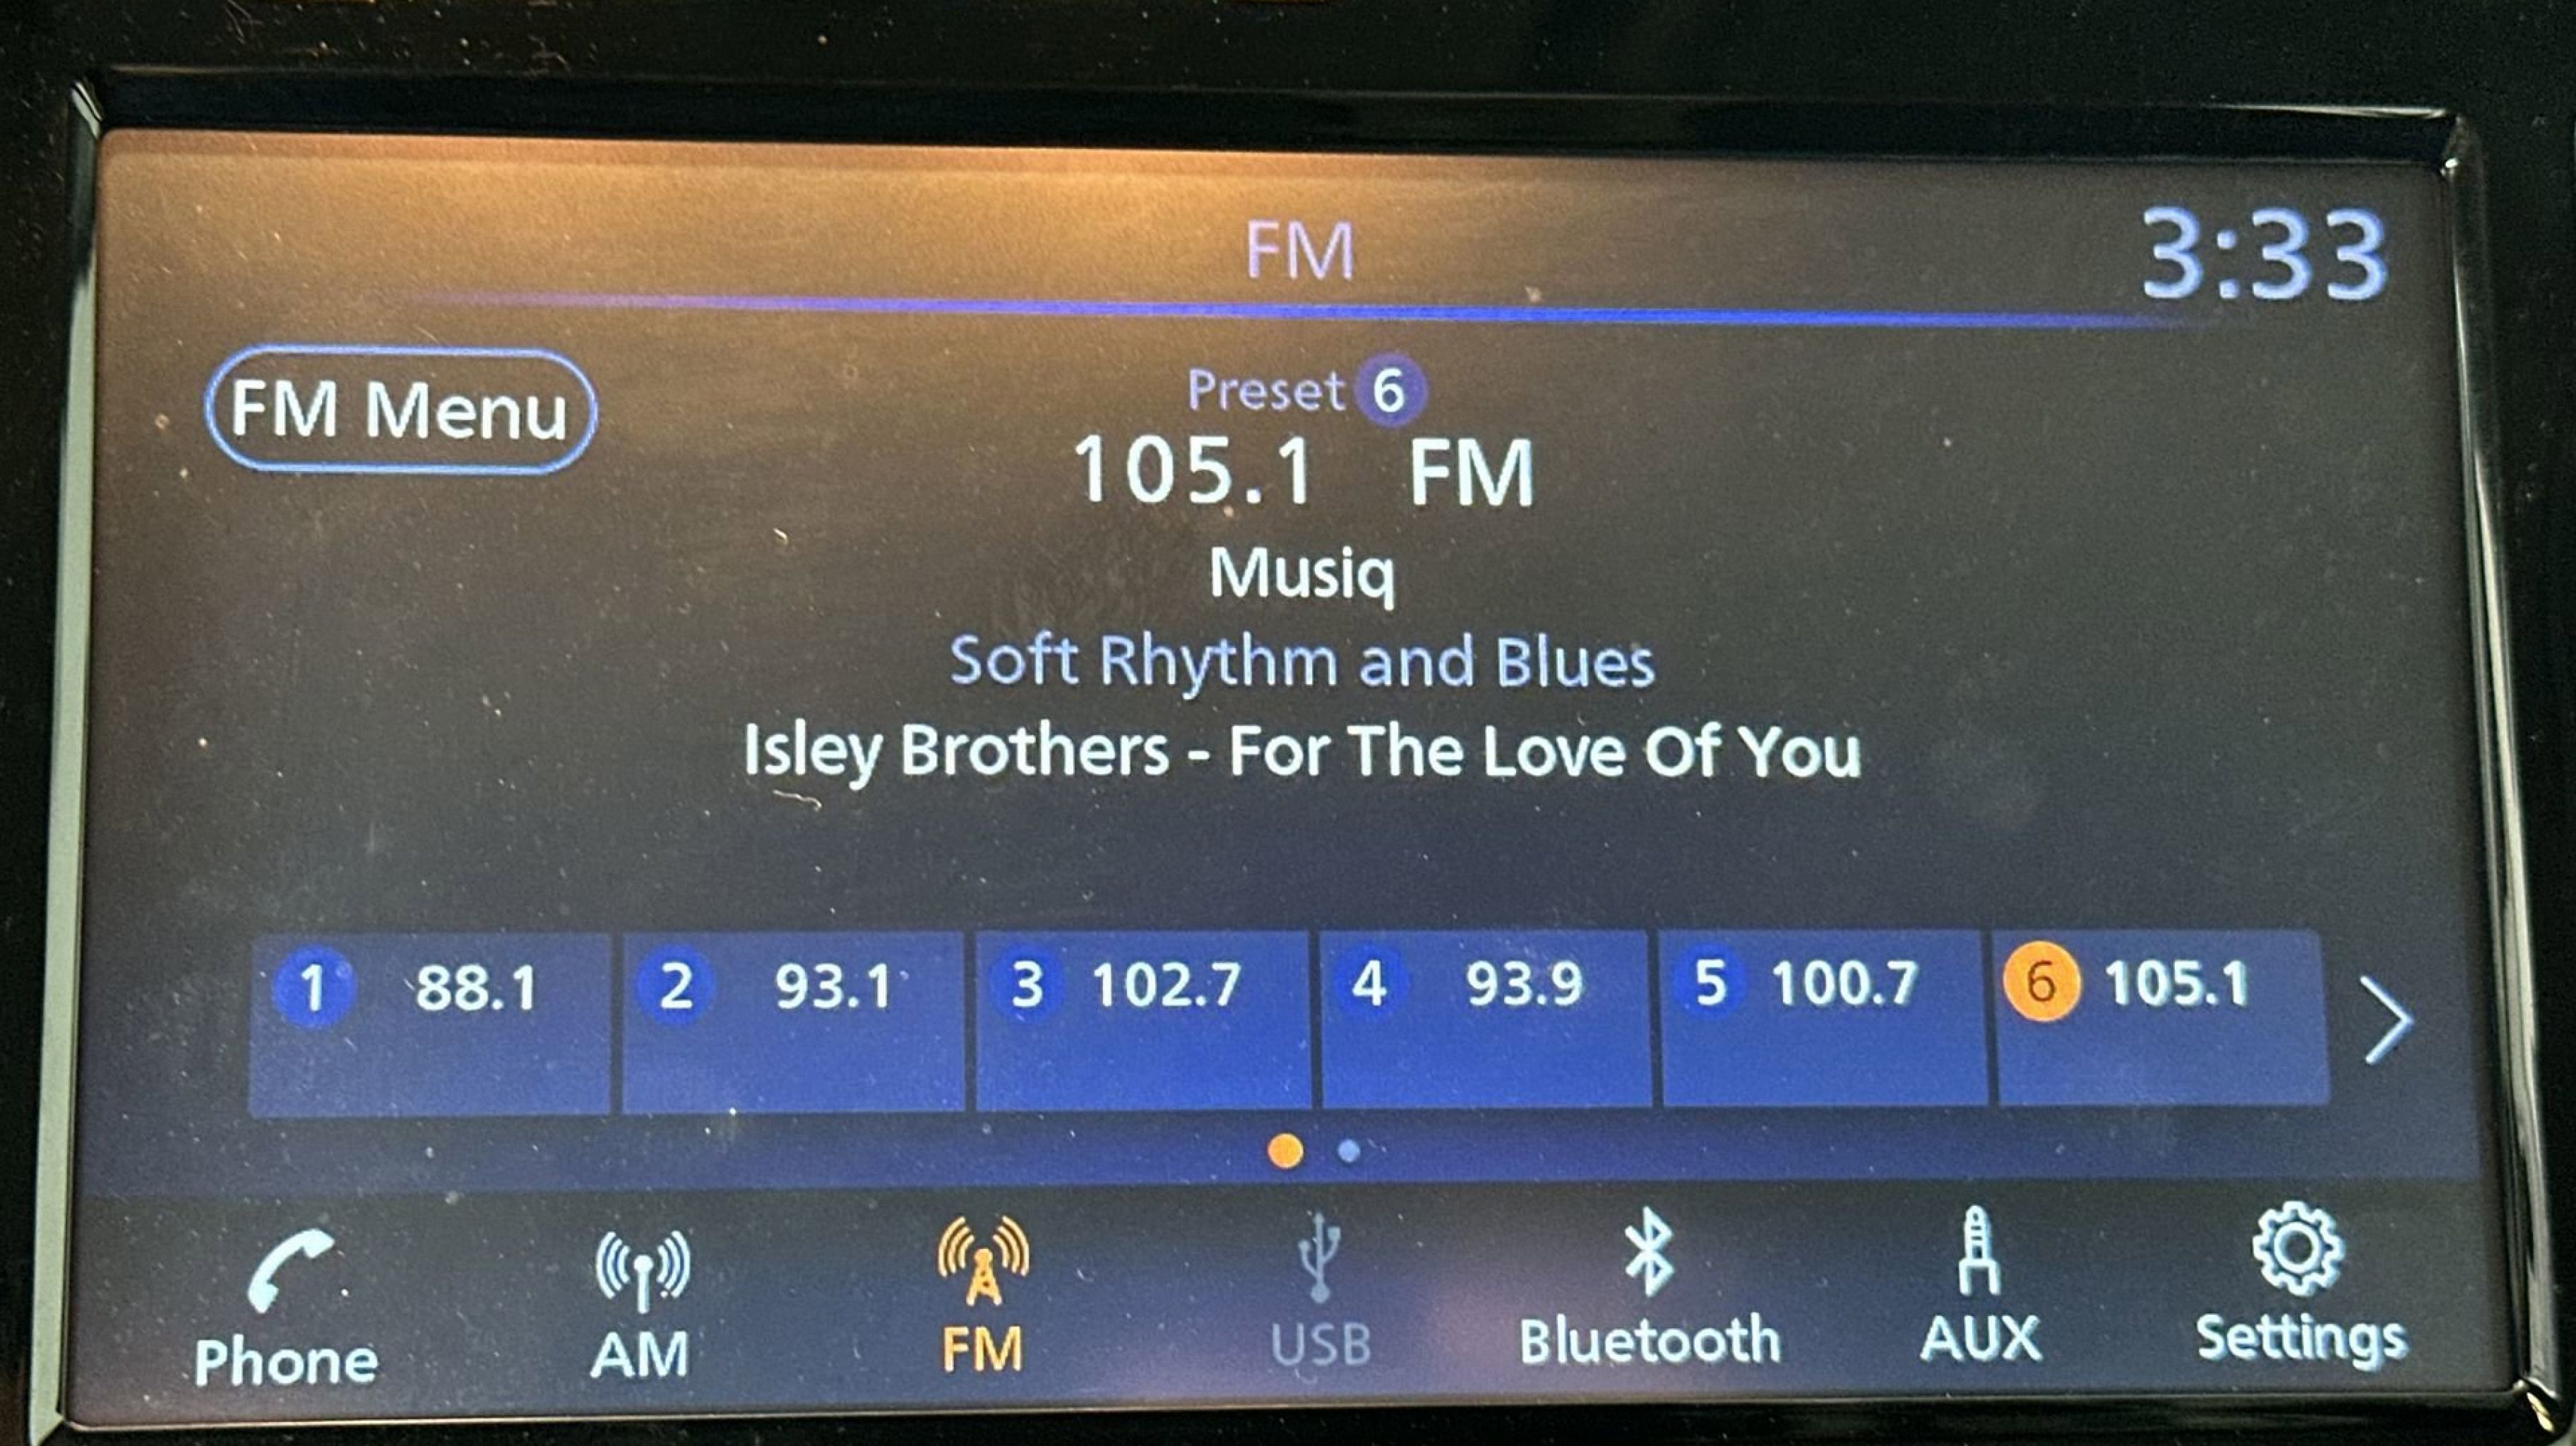 FM
3:33
FM Menu
Preset 6
105.1 FM
Musiq
Soft Rhythm and Blues
Isley Brothers - For The Love Of You
1 88.1 2 93.1 3 102.7 4 93.9 5 100.7 6 105.1
Phone AM FM USB Bluetooth AUX Settings